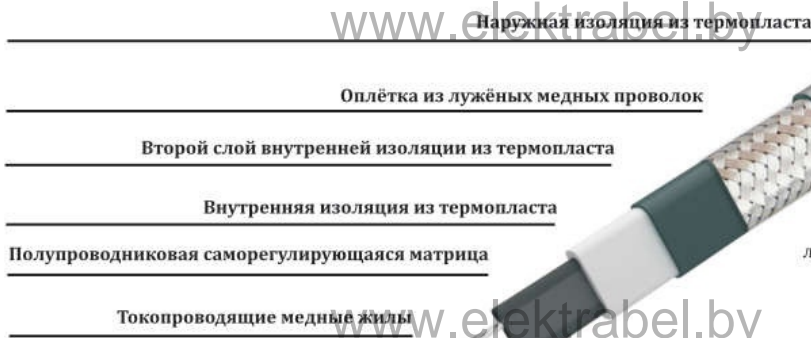 www.elektrabel.by
Наружная изоляция из термопласта
Оплётка из лужёных медных проволок
Второй слой внутренней изоляции из термопласта
Внутренняя изоляция из термопласта
Полупроводниковая саморегулирующаяся матрица
л
Токопроводящие медные жилы
www.elektrabel.by